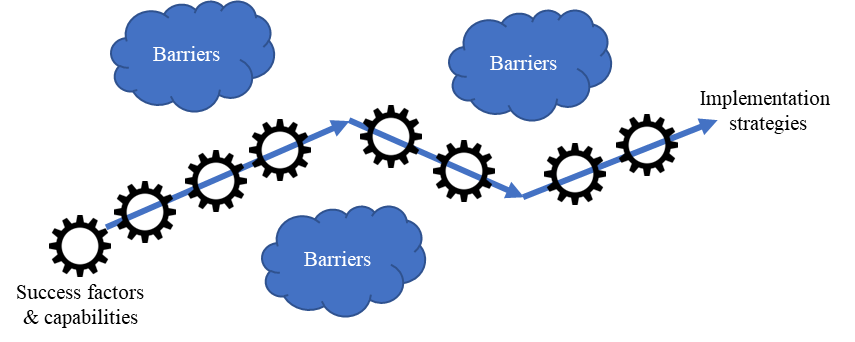 Barriers
Barriers
Implementation
strategies
Barriers
Success factors
& capabilities